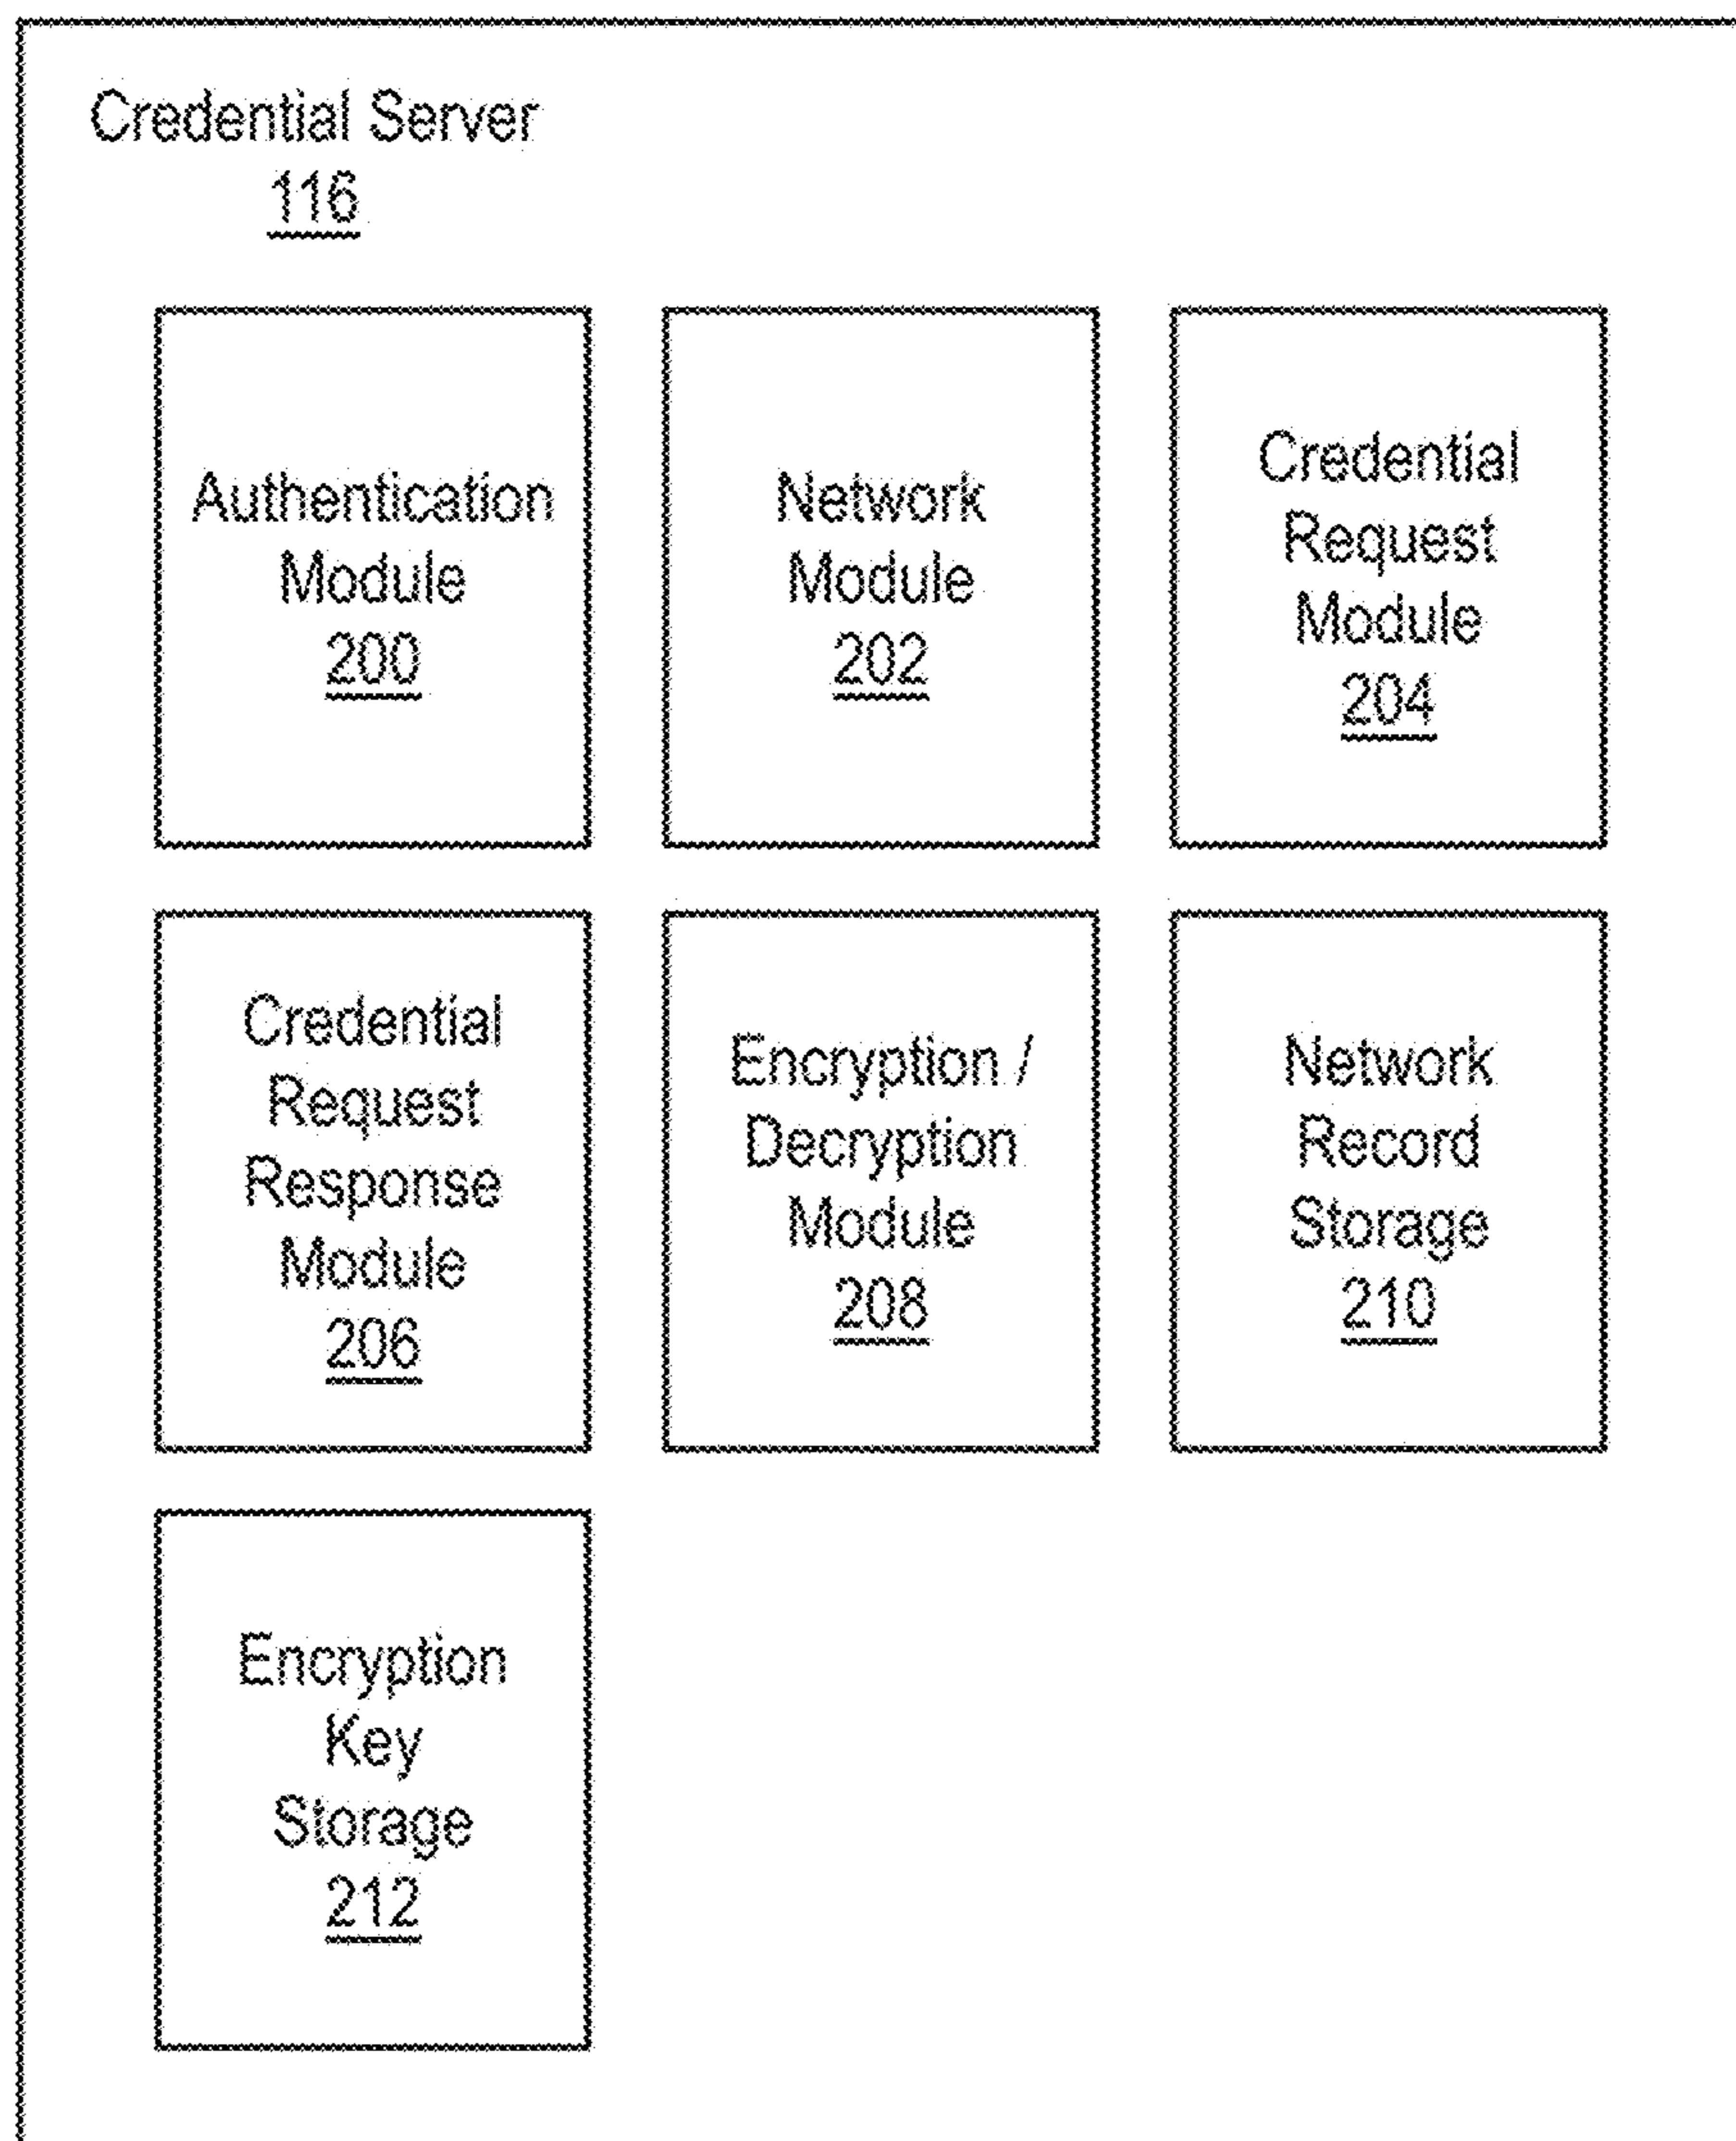 Credential Server
116
Authentication
Module
200
Network
Module
202
Credential
Request
Module
204
Credential
Request
Response
Module
206
Encryption /
Decryption
Module
208
Network
Record
Storage
210
Encryption
Key
Storage
212